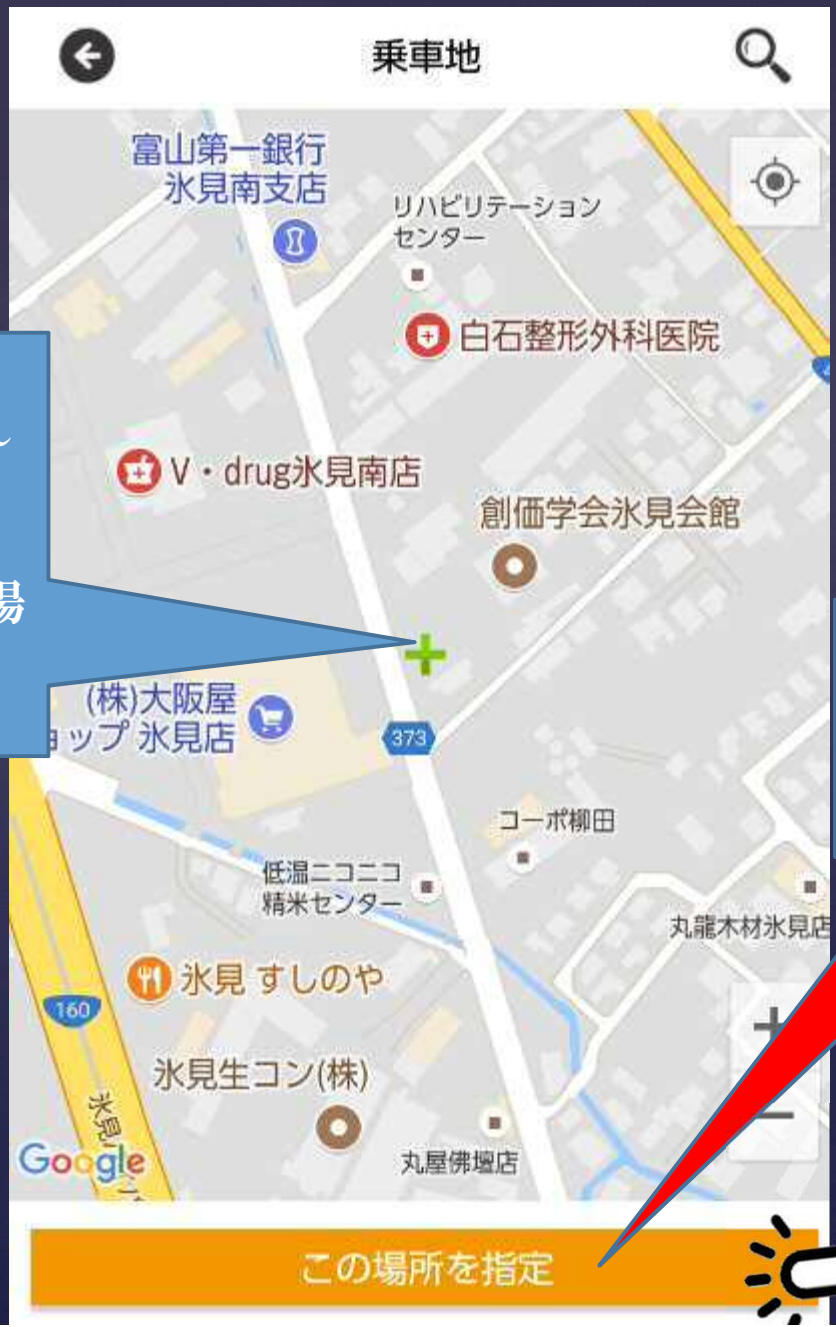 乗車地
富山第一銀行
氷見南支店
リハビリテーション
センター
白石整形外科医院
V・drug氷見南店
創価学会氷見会館
場
(株)大阪屋
ョップ 氷見店
373
コーポ柳田
低温ニコニコ
精米センター
丸龍木材氷見店
氷見 すしのや
160
氷見生コン(株)
氷見
丸屋佛壇店
Google
この場所を指定